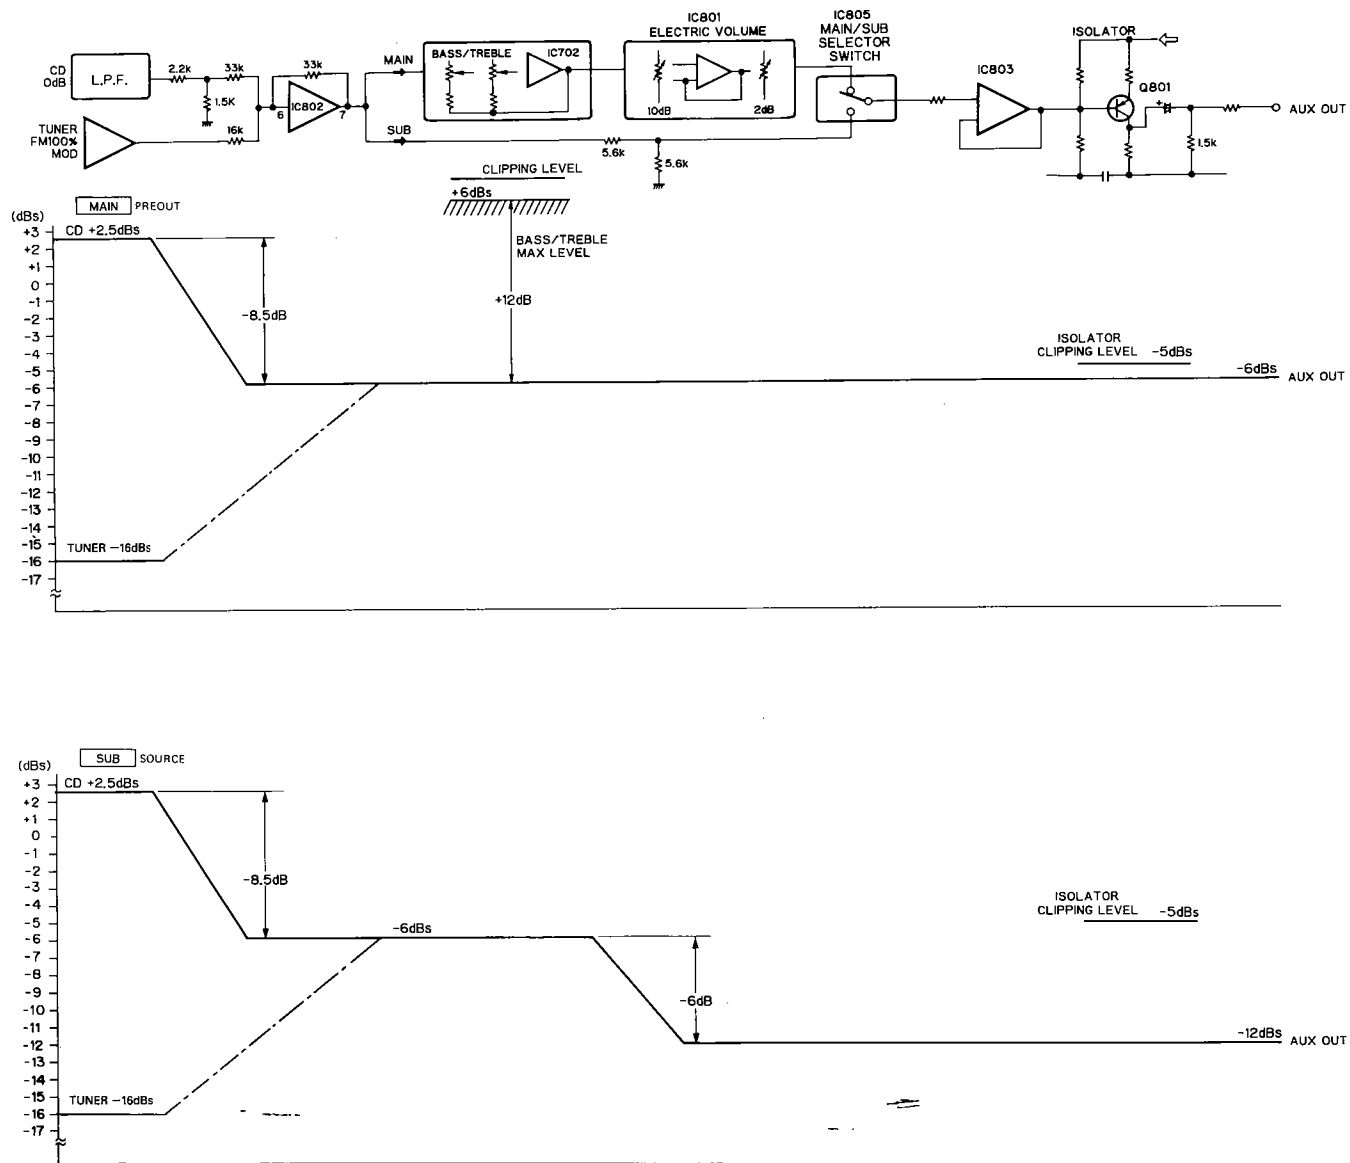 CD
0dB
L.P.F.
2.2k
33k
1.5K
TUNER
FM100%
MOD
16k
33k
IC802
6
7
MAIN
SUB
BASS/TREBLE
IC702
IC801
ELECTRIC VOLUME
10dB
2dB
IC805
MAIN/SUB
SELECTOR
SWITCH
5.6k
5.6k
IC803
ISOLATOR
Q801
+
1.5k
AUX OUT
MAIN PREOUT
(dBs)
+3
+2
+1
0
-1
-2
-3
-4
-5
-6
-7
-8
-9
-10
-11
-12
-13
-14
-15
-16
-17
CD +2.5dBs
-8.5dB
TUNER -16dBs
CLIPPING LEVEL
+6dBs
BASS/TREBLE
MAX LEVEL
+12dB
ISOLATOR
CLIPPING LEVEL -5dBs
-6dBs
AUX OUT
SUB SOURCE
(dBs)
+3
+2
+1
0
-1
-2
-3
-4
-5
-6
-7
-8
-9
-10
-11
-12
-13
-14
-15
-16
-17
CD +2.5dBs
-8.5dB
-6dBs
TUNER -16dBs
-6dB
ISOLATOR
CLIPPING LEVEL -5dBs
-12dBs
AUX OUT